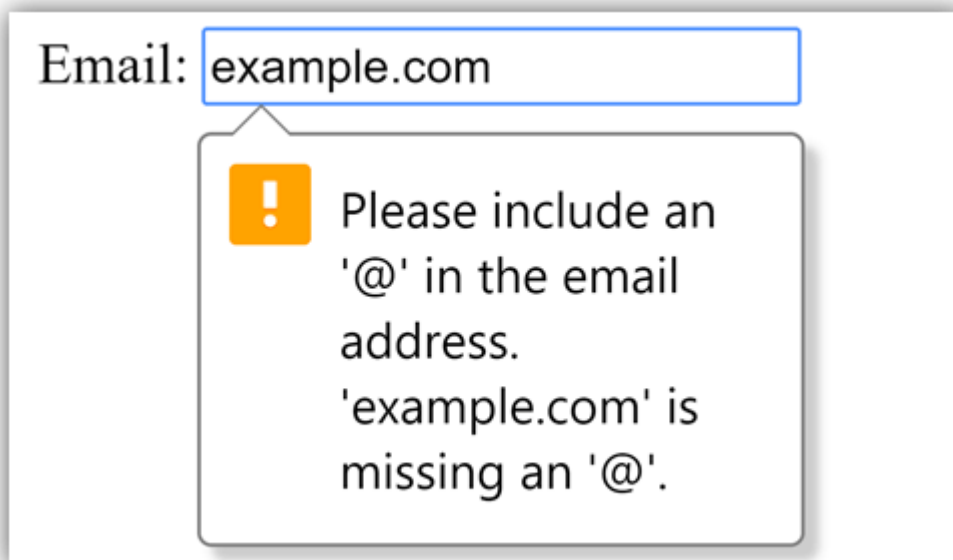 Email: example.com
Please include an
'@' in the email
address.
'example.com' is
missing an '@'.